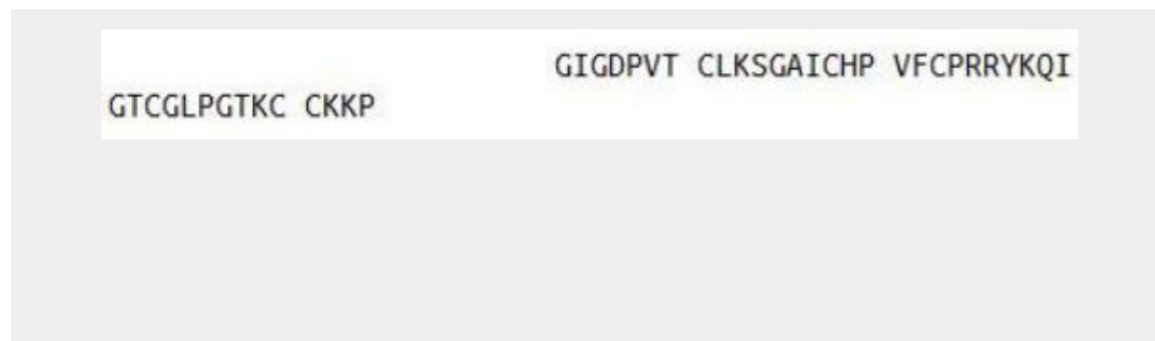 GIGDPVT CLKSGAICHP VFCPRRYKQI
GTCGLPGTKC CKKP